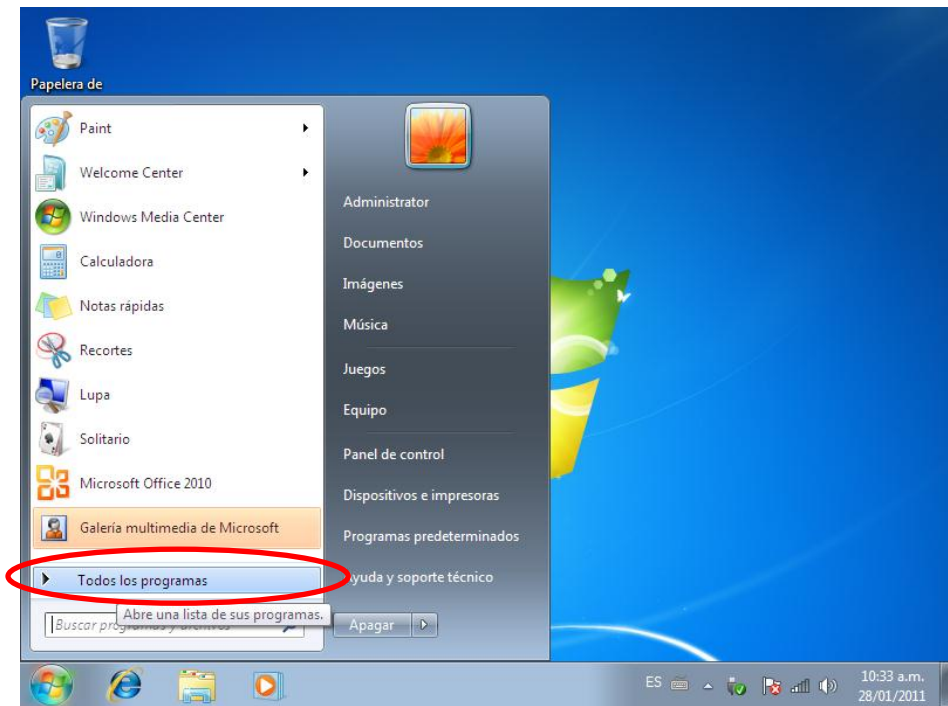 Papelera de
Paint
Welcome Center
Windows Media Center
Calculadora
Notas rápidas
Recortes
Lupa
Solitario
Microsoft Office 2010
Galería multimedia de Microsoft
Todos los programas
Abre una lista de sus programas.
Buscar
Administrator
Documentos
Imágenes
Música
Juegos
Equipo
Panel de control
Dispositivos e impresoras
Programas predeterminados
Ayuda y soporte técnico
Apagar
ES
10:33 a.m.
28/01/2011